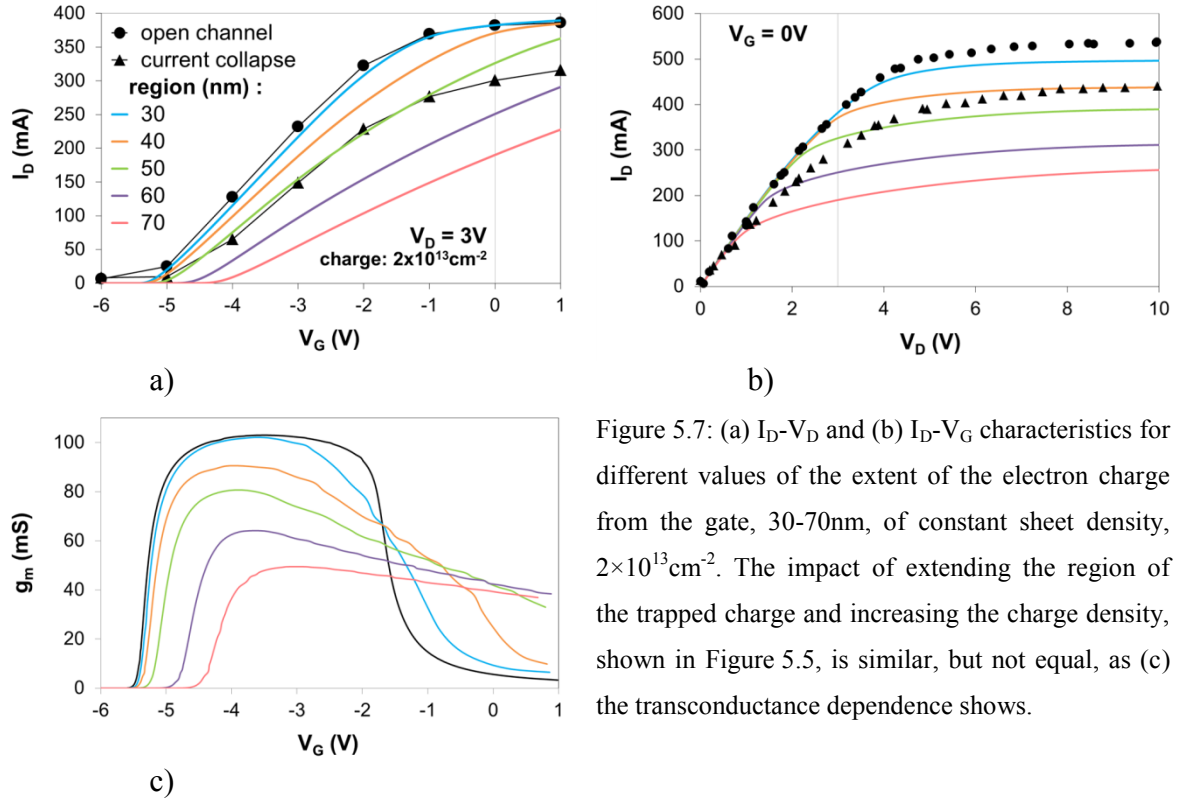 400
350
300
250
200
150
100
50
0
I_D (mA)
open channel
current collapse
region (nm) :
30
40
50
60
70
V_D = 3V
charge: 2x10^13cm^-2
-6 -5 -4 -3 -2 -1 0 1
V_G (V)
a)
600
500
400
300
200
100
0
I_D (mA)
V_G = 0V
0 2 4 6 8 10
V_D (V)
b)
100
80
60
40
20
0
g_m (mS)
-6 -5 -4 -3 -2 -1 0 1
V_G (V)
c)
Figure 5.7: (a) I_D-V_D and (b) I_D-V_G characteristics for
different values of the extent of the electron charge
from the gate, 30-70nm, of constant sheet density,
2×10^13cm^-2. The impact of extending the region of
the trapped charge and increasing the charge density,
shown in Figure 5.5, is similar, but not equal, as (c)
the transconductance dependence shows.